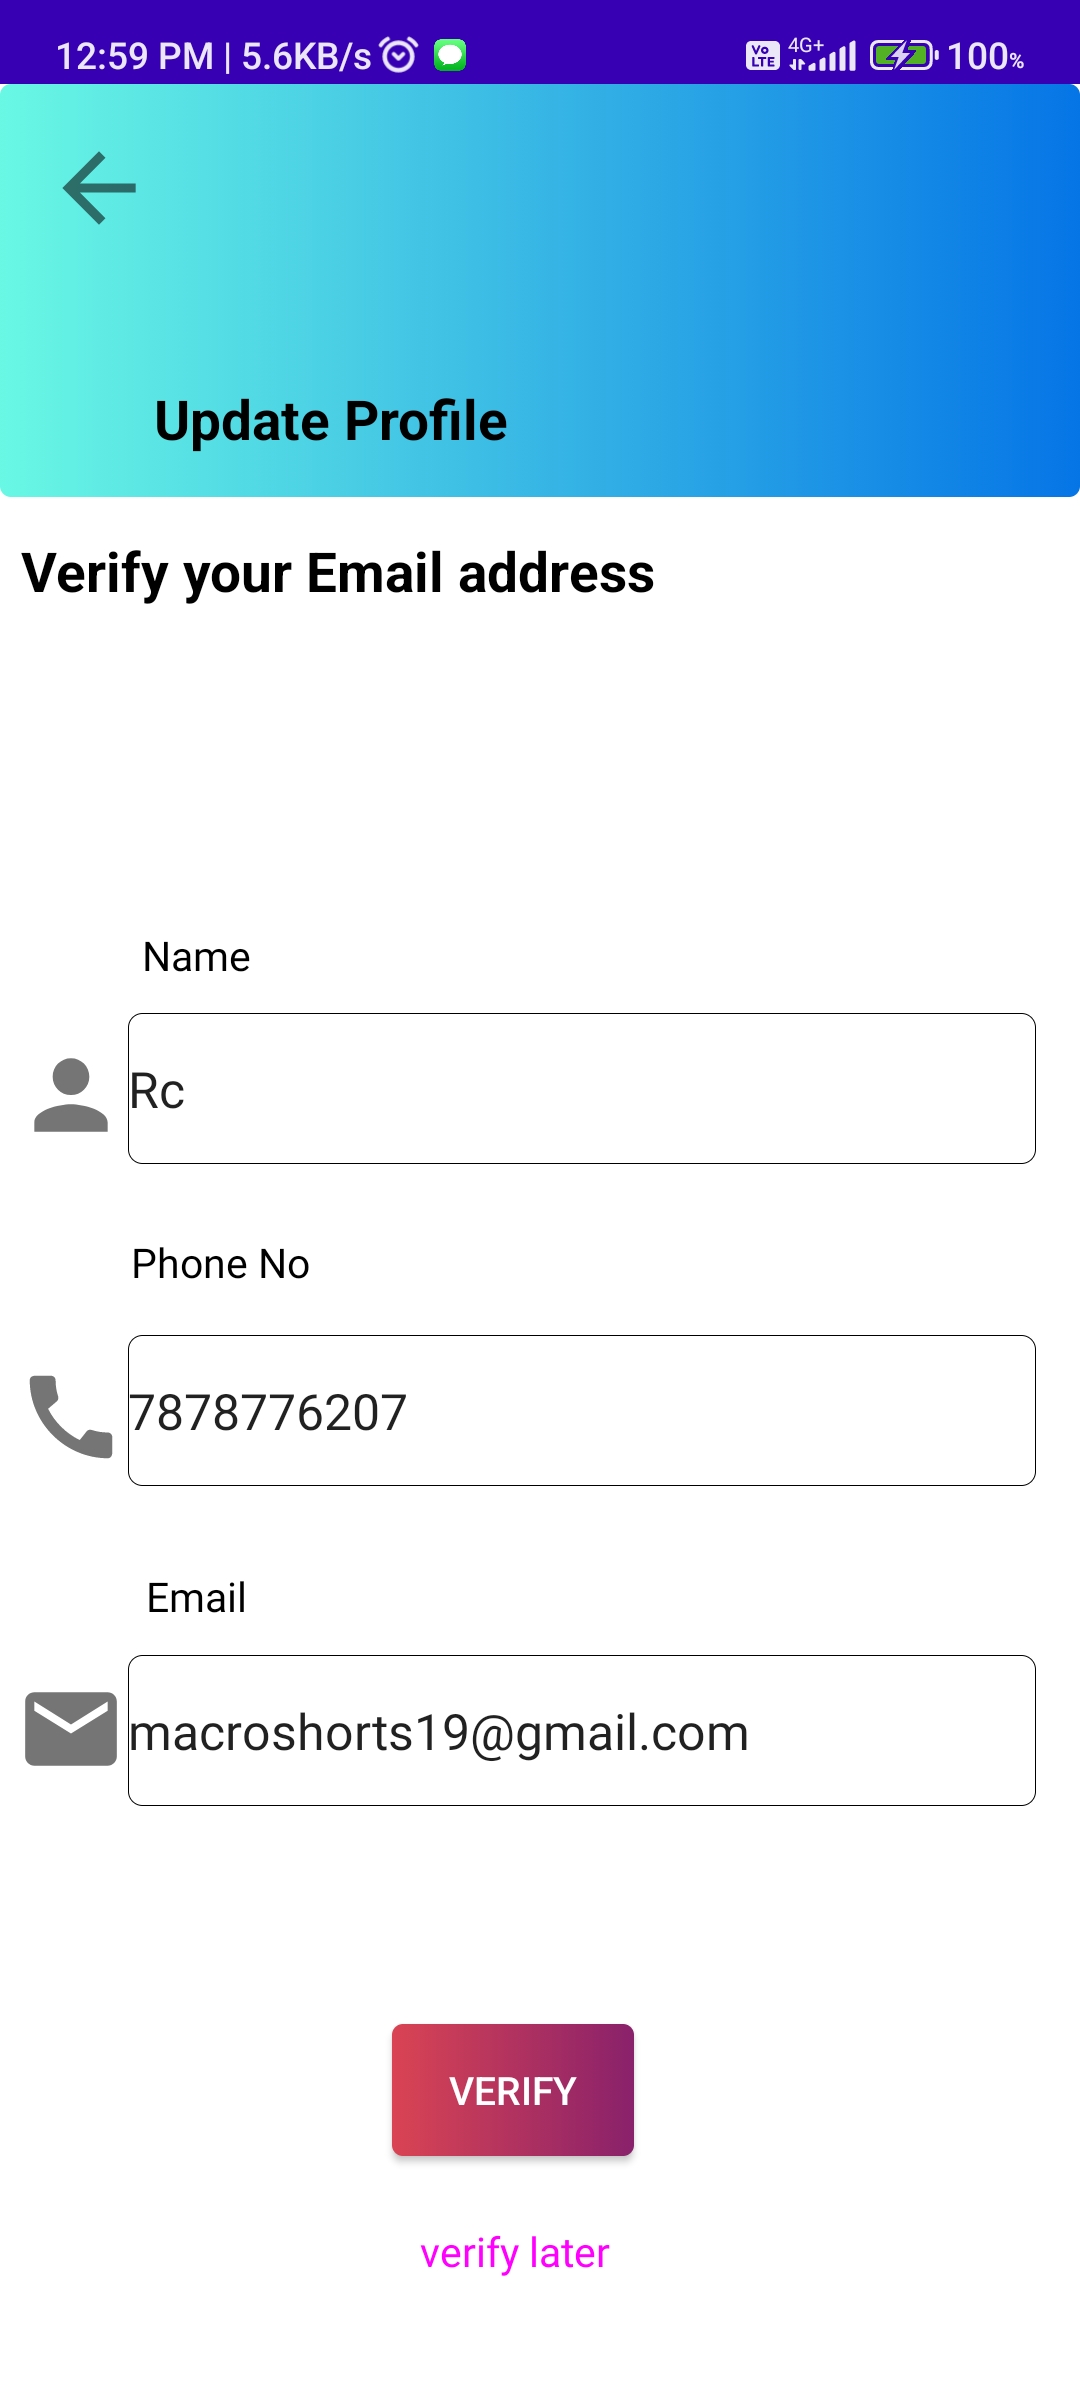 12:59 PM | 5.6KB/s Vo LTE 4G+ 100%
Update Profile
Verify your Email address
Name
Rc
Phone No
7878776207
Email
macroshorts19@gmail.com
VERIFY
verify later